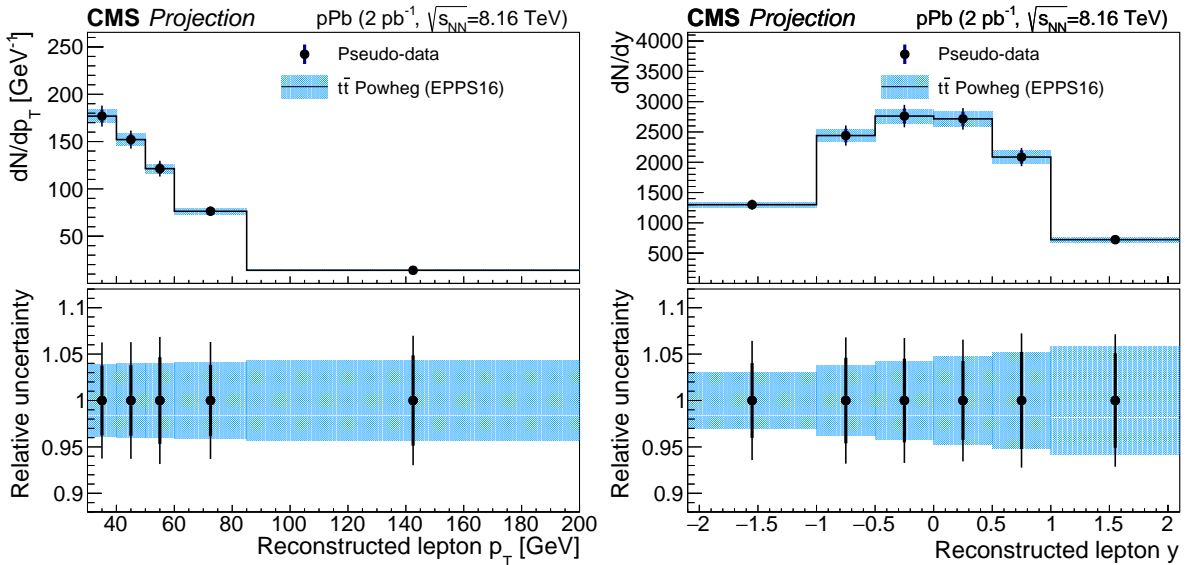 CMS Projection pPb (2 pb⁻¹, √s_NN=8.16 TeV)
dN/dp_T [GeV⁻¹]
250
200
150
100
50
Pseudo-data
tt̄ Powheg (EPPS16)
Relative uncertainty
1.1
1.05
1
0.95
0.9
40 60 80 100 120 140 160 180 200
Reconstructed lepton p_T [GeV]
CMS Projection pPb (2 pb⁻¹, √s_NN=8.16 TeV)
dN/dy
4000
3500
3000
2500
2000
1500
1000
500
Pseudo-data
tt̄ Powheg (EPPS16)
Relative uncertainty
1.1
1.05
1
0.95
0.9
−2 −1.5 −1 −0.5 0 0.5 1 1.5 2
Reconstructed lepton y